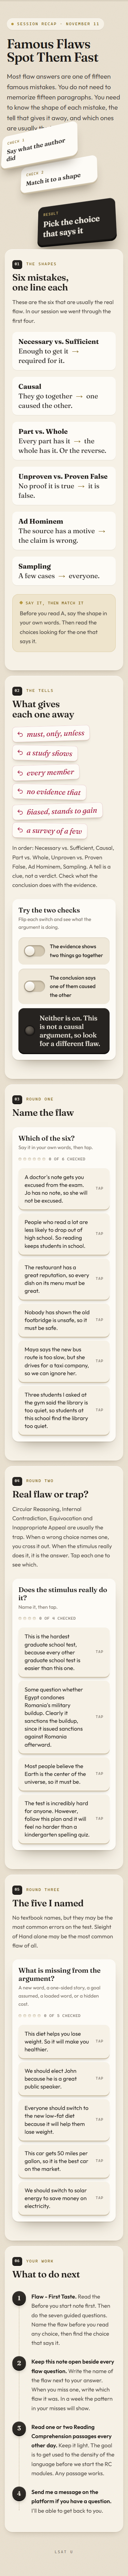 SESSION RECAP · NOVEMBER 11
Famous Flaws
Spot Them Fast
Most flaw answers are one of fifteen
famous mistakes. You do not need to
memorize fifteen paragraphs. You need
to know the shape of each mistake, the
tell that gives it away, and which ones
are usually
CHECK 1
Say what the author
did
CHECK 2
Match it to a shape
RESULT
Pick the choice
that says it
01 THE SHAPES
Six mistakes,
one line each
These are the six that are usually the real
flaw. In our session we went through the
first four.
Necessary vs. Sufficient
Enough to get it →
required for it.
Causal
They go together → one
caused the other.
Part vs. Whole
Every part has it → the
whole has it. Or the reverse.
Unproven vs. Proven False
No proof it is true → it is
false.
Ad Hominem
The source has a motive →
the claim is wrong.
Sampling
A few cases → everyone.
SAY IT, THEN MATCH IT
Before you read A, say the shape in
your own words. Then read the
choices looking for the one that
says it.
02 THE TELLS
What gives
each one away
must, only, unless
a study shows
every member
no evidence that
biased, stands to gain
a survey of a few
In order: Necessary vs. Sufficient, Causal,
Part vs. Whole, Unproven vs. Proven
False, Ad Hominem, Sampling. A tell is a
clue, not a verdict. Check what the
conclusion does with the evidence.
Try the two checks
Flip each switch and see what the
argument is doing.
The evidence shows
two things go together
The conclusion says
one of them caused
the other
Neither is on. This
is not a causal
argument, so look
for a different flaw.
03 ROUND ONE
Name the flaw
Which of the six?
Say it in your own words, then tap.
0 OF 6 CHECKED
A doctor's note gets you
excused from the exam.
Jo has no note, so she will
not be excused.
TAP
People who read a lot are
less likely to drop out of
high school. So reading
keeps students in school.
TAP
The restaurant has a
great reputation, so every
dish on its menu must be
great.
TAP
Nobody has shown the old
footbridge is unsafe, so it
must be safe.
TAP
Maya says the new bus
route is too slow, but she
drives for a taxi company,
so we can ignore her.
TAP
Three students I asked at
the gym said the library is
too quiet, so students at
this school find the library
too quiet.
TAP
04 ROUND TWO
Real flaw or trap?
Circular Reasoning, Internal
Contradiction, Equivocation and
Inappropriate Appeal are usually the
trap. When a wrong choice names one,
you cross it out. When the stimulus really
does it, it is the answer. Tap each one to
see which.
Does the stimulus really do
it?
Name it, then tap.
0 OF 4 CHECKED
This is the hardest
graduate school test,
because every other
graduate school test is
easier than this one.
TAP
Some question whether
Egypt condones
Romania's military
buildup. Clearly it
sanctions the buildup,
since it issued sanctions
against Romania
afterward.
TAP
Most people believe the
Earth is the center of the
universe, so it must be.
TAP
The test is incredibly hard
for anyone. However,
follow this plan and it will
feel no harder than a
kindergarten spelling quiz.
TAP
05 ROUND THREE
The five I named
No textbook names, but they may be the
most common errors on the test. Sleight
of Hand alone may be the most common
flaw of all.
What is missing from the
argument?
A new word, a one-sided story, a goal
assumed, a loaded word, or a hidden
cost.
0 OF 5 CHECKED
This diet helps you lose
weight. So it will make you
healthier.
TAP
We should elect John
because he is a great
public speaker.
TAP
Everyone should switch to
the new low-fat diet
because it will help them
lose weight.
TAP
This car gets 50 miles per
gallon, so it is the best car
on the market.
TAP
We should switch to solar
energy to save money on
electricity.
TAP
06 YOUR WORK
What to do next
1 Flaw - First Taste. Read the
Before you start note first. Then
do the seven guided questions.
Name the flaw before you read
any choice, then find the choice
that says it.
2 Keep this note open beside every
flaw question. Write the name of
the flaw next to your answer.
When you miss one, write which
flaw it was. In a week the pattern
in your misses will show.
3 Read one or two Reading
Comprehension passages every
other day. Keep it light. The goal
is to get used to the density of the
language before we start the RC
modules. Any passage works.
4 Send me a message on the
platform if you have a question.
I'll be able to get back to you.
LSAT U